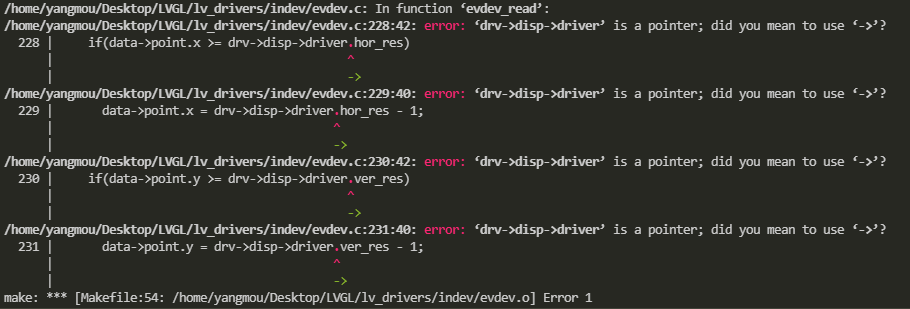 /home/yangmou/Desktop/LVGL/lv_drivers/indev/evdev.c: In function ‘evdev_read’:
/home/yangmou/Desktop/LVGL/lv_drivers/indev/evdev.c:228:42: error: ‘drv->disp->driver’ is a pointer; did you mean to use ‘->’?
  228 |     if(data->point.x >= drv->disp->driver.hor_res)
      |                                          ^
      |                                          ->
/home/yangmou/Desktop/LVGL/lv_drivers/indev/evdev.c:229:40: error: ‘drv->disp->driver’ is a pointer; did you mean to use ‘->’?
  229 |       data->point.x = drv->disp->driver.hor_res - 1;
      |                                        ^
      |                                        ->
/home/yangmou/Desktop/LVGL/lv_drivers/indev/evdev.c:230:42: error: ‘drv->disp->driver’ is a pointer; did you mean to use ‘->’?
  230 |     if(data->point.y >= drv->disp->driver.ver_res)
      |                                          ^
      |                                          ->
/home/yangmou/Desktop/LVGL/lv_drivers/indev/evdev.c:231:40: error: ‘drv->disp->driver’ is a pointer; did you mean to use ‘->’?
  231 |       data->point.y = drv->disp->driver.ver_res - 1;
      |                                        ^
      |                                        ->
make: *** [Makefile:54: /home/yangmou/Desktop/LVGL/lv_drivers/indev/evdev.o] Error 1